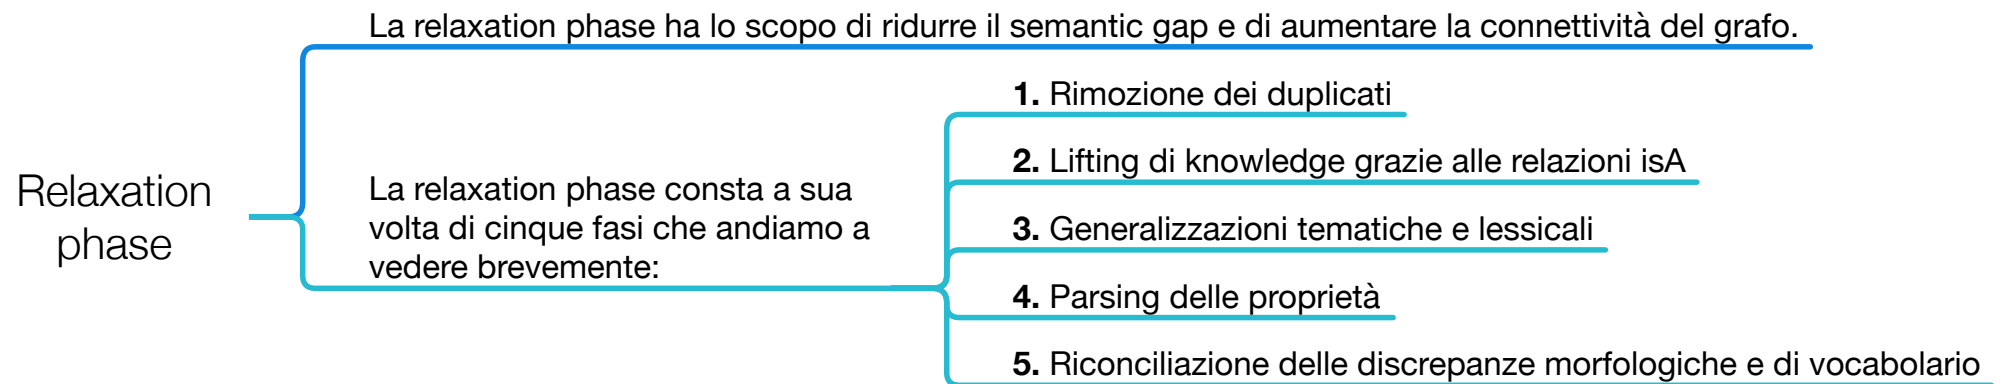 Relaxation
phase
La relaxation phase ha lo scopo di ridurre il semantic gap e di aumentare la connettività del grafo.
La relaxation phase consta a sua
volta di cinque fasi che andiamo a
vedere brevemente:
1. Rimozione dei duplicati
2. Lifting di knowledge grazie alle relazioni isA
3. Generalizzazioni tematiche e lessicali
4. Parsing delle proprietà
5. Riconciliazione delle discrepanze morfologiche e di vocabolario